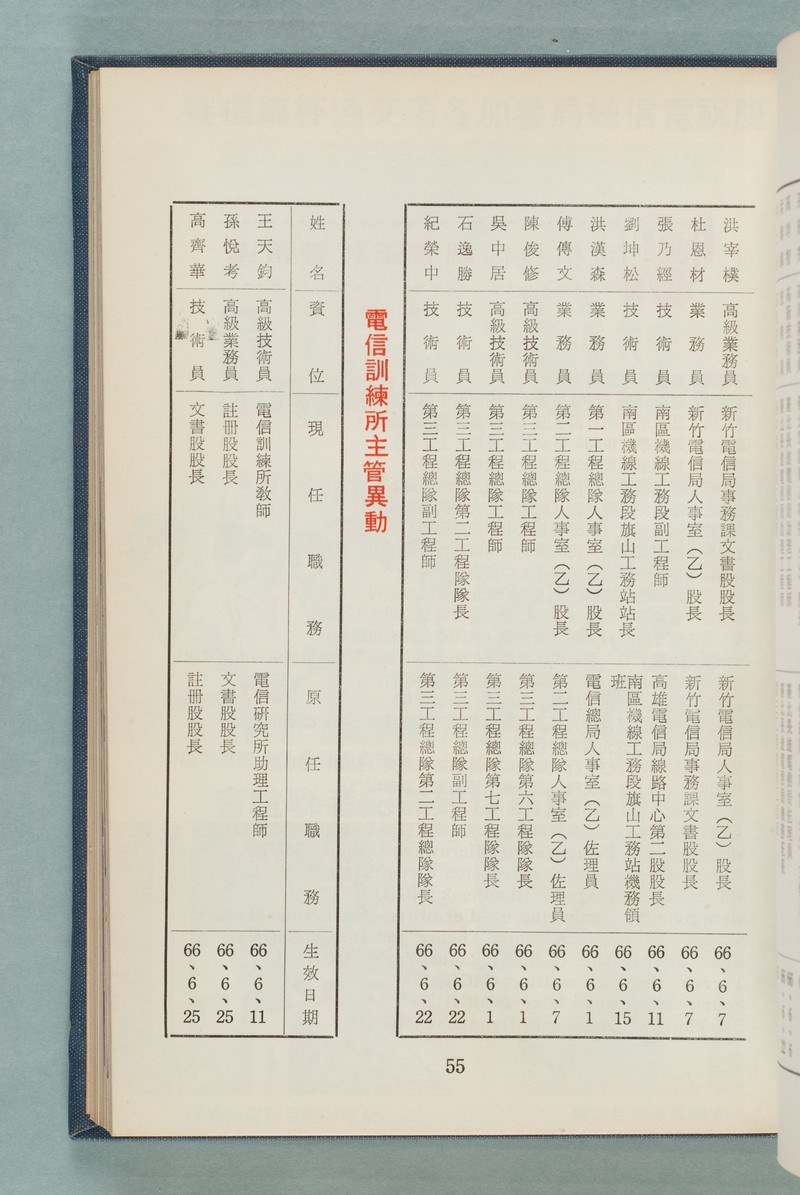 洪宰樸 高級業務員 新竹電信局事務課文書股股長 新竹電信局人事室（乙）股長 66、6、7
杜恩材 業務員 新竹電信局人事室（乙）股長 新竹電信局事務課文書股股長 66、6、7
張乃經 技術員 南區機線工務段副工程師 高雄電信局線路中心第二股股長 66、6、11
劉坤松 技術員 南區機線工務段旗山工務站站長 南區機線工務段旗山工務站機務領班 66、6、15
洪漢森 業務員 第一工程總隊人事室（乙）股長 電信總局人事室（乙）佐理員 66、6、1
傅傳文 業務員 第二工程總隊人事室（乙）股長 第二工程總隊人事室（乙）佐理員 66、6、7
陳俊修 高級技術員 第三工程總隊工程師 第三工程總隊第六工程隊隊長 66、6、1
吳中居 高級技術員 第三工程總隊工程師 第三工程總隊第七工程隊隊長 66、6、1
石逸勝 技術員 第三工程總隊第二工程隊隊長 第三工程總隊副工程師 66、6、22
紀榮中 技術員 第三工程總隊副工程師 第三工程總隊第二工程總隊隊長 66、6、22
電信訓練所主管異動
姓名 資位 現任職務 原任職務 生效日期
王天鈞 高級技術員 電信訓練所教師 電信研究所助理工程師 66、6、11
孫悅考 高級業務員 註冊股股長 文書股股長 66、6、25
高齊華 技術員 文書股股長 註冊股股長 66、6、25
55